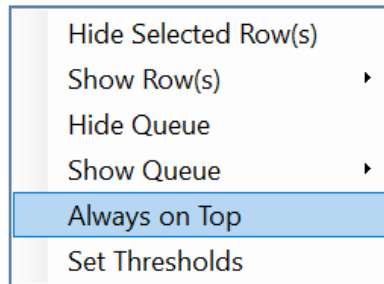 Hide Selected Row(s)
Show Row(s)
Hide Queue
Show Queue
Always on Top
Set Thresholds